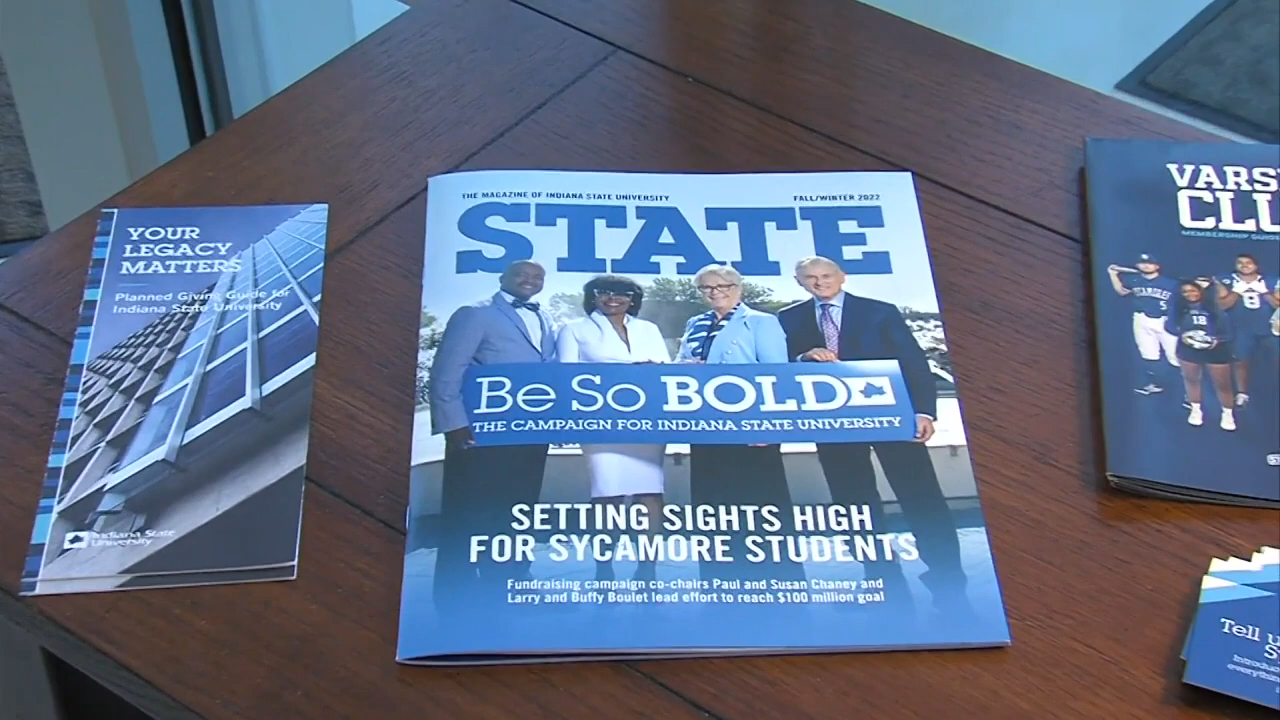 YOUR
LEGACY
MATTERS
Planned Giving Guide for
Indiana State University
Indiana State
University
THE MAGAZINE OF INDIANA STATE UNIVERSITY
FALL/WINTER 2022
STATE
Be So BOLD
THE CAMPAIGN FOR INDIANA STATE UNIVERSITY
SETTING SIGHTS HIGH
FOR SYCAMORE STUDENTS
Fundraising campaign co-chairs Paul and Susan Chaney and
Larry and Buffy Boulet lead effort to reach $100 million goal
VARS
CLU
MEMBERSHIP GUIDE
5
18
8
Tell u
S
Introduc
everythin